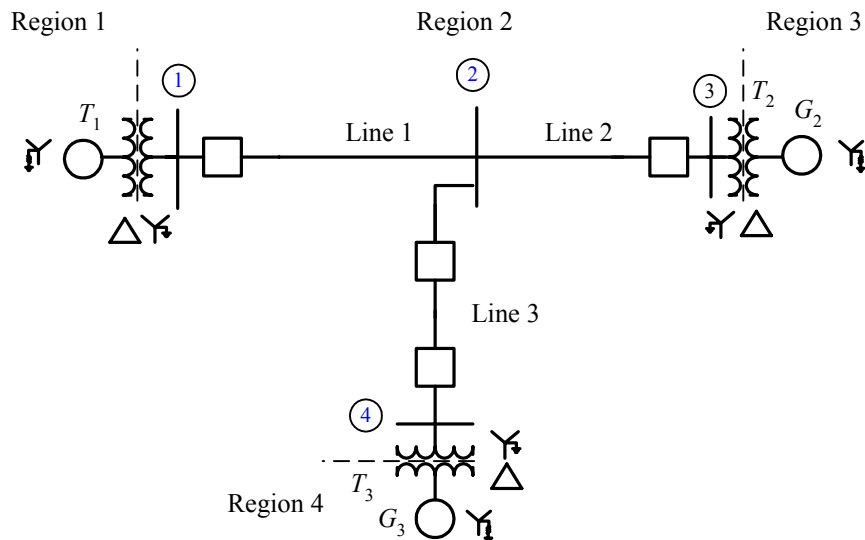 Region 1
Region 2
Region 3
1
2
3
T1
T2
G2
Line 1
Line 2
Line 3
4
T3
Region 4
G3